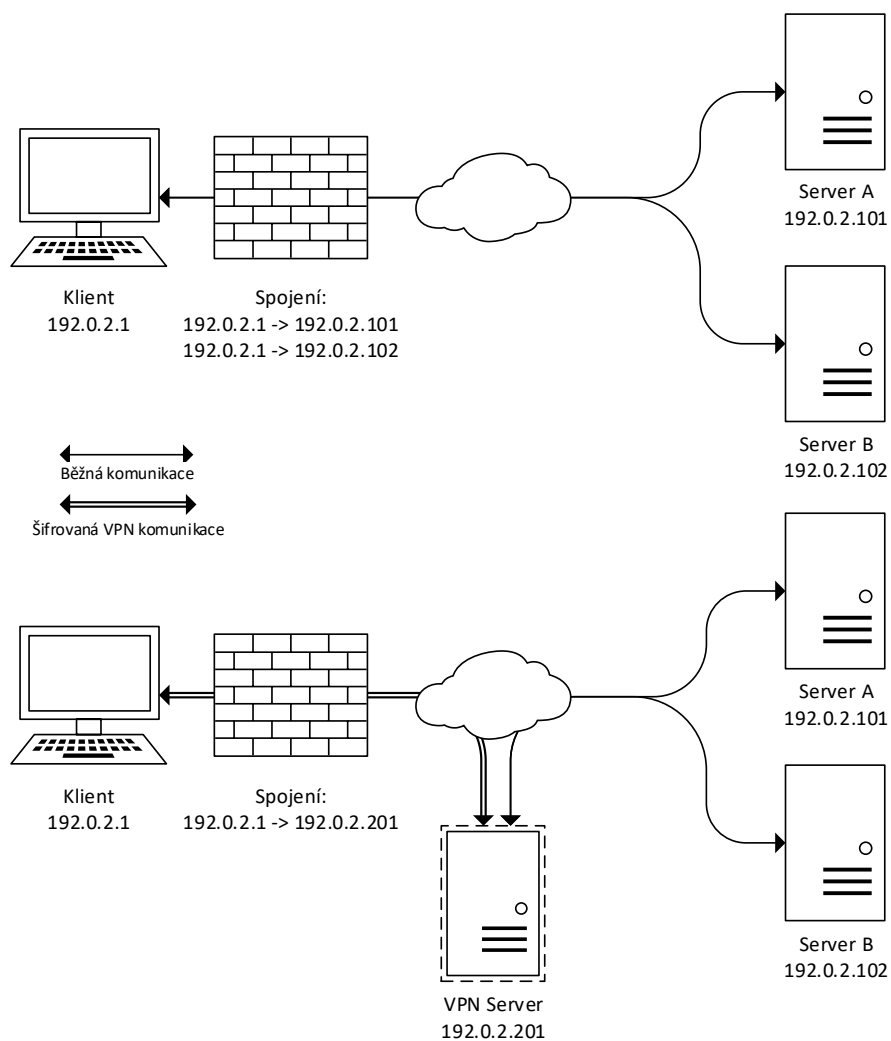 Server A
192.0.2.101
Klient
192.0.2.1
Spojení:
192.0.2.1 -> 192.0.2.101
192.0.2.1 -> 192.0.2.102
Server B
192.0.2.102
Běžná komunikace
Šifrovaná VPN komunikace
Server A
192.0.2.101
Klient
192.0.2.1
Spojení:
192.0.2.1 -> 192.0.2.201
Server B
192.0.2.102
VPN Server
192.0.2.201